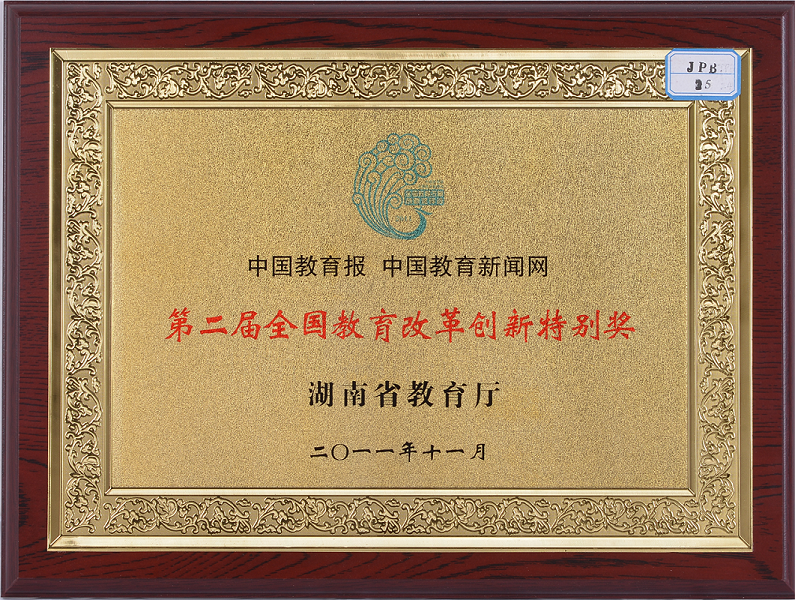 JPB
25
中国教育报 中国教育新闻网
第二届全国教育改革创新特别奖
湖南省教育厅
二〇一一年十一月